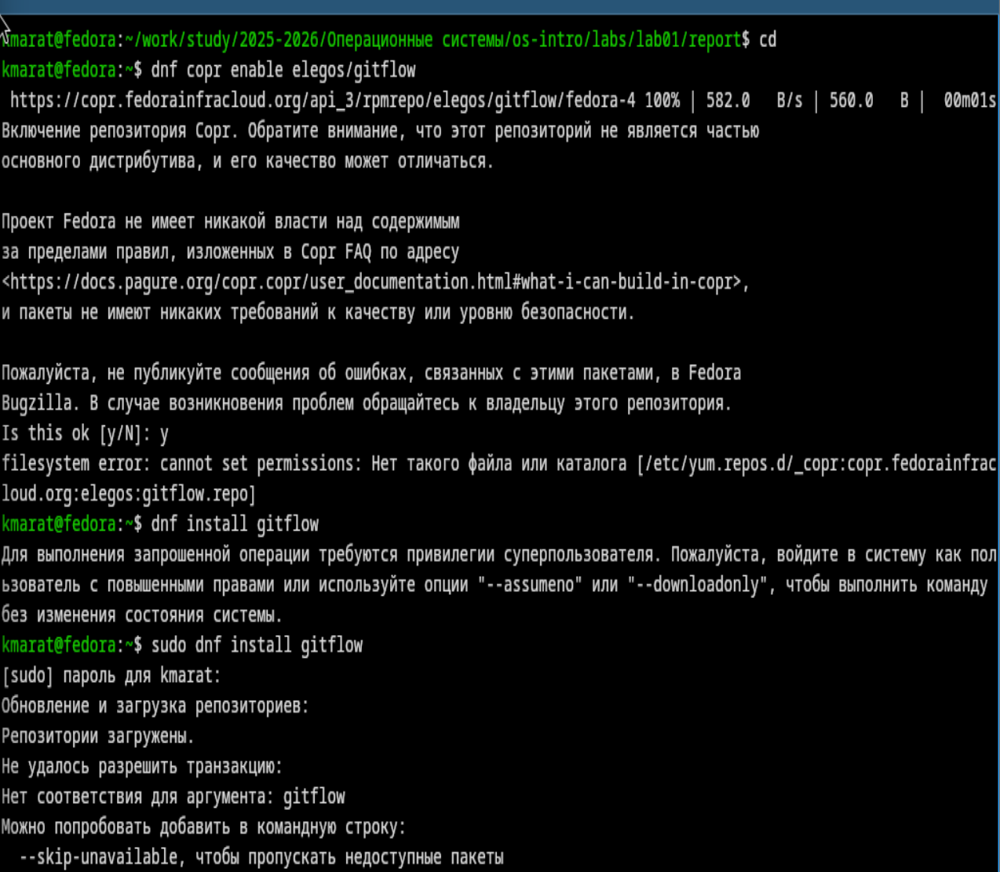 kmarat@fedora:~/work/study/2025-2026/Операционные системы/os-intro/labs/lab01/report$ cd
kmarat@fedora:~$ dnf copr enable elegos/gitflow
https://copr.fedorainfracloud.org/api_3/rpmrepo/elegos/gitflow/fedora-4 100% | 582.0   B/s | 560.0   B |  00m01s
Включение репозитория Copr. Обратите внимание, что этот репозиторий не является частью
основного дистрибутива, и его качество может отличаться.
Проект Fedora не имеет никакой власти над содержимым
за пределами правил, изложенных в Copr FAQ по адресу
<https://docs.pagure.org/copr.copr/user_documentation.html#what-i-can-build-in-copr>,
и пакеты не имеют никаких требований к качеству или уровню безопасности.
Пожалуйста, не публикуйте сообщения об ошибках, связанных с этими пакетами, в Fedora
Bugzilla. В случае возникновения проблем обращайтесь к владельцу этого репозитория.
Is this ok [y/N]: y
filesystem error: cannot set permissions: Нет такого файла или каталога [/etc/yum.repos.d/_copr:copr.fedorainfrac
loud.org:elegos:gitflow.repo]
kmarat@fedora:~$ dnf install gitflow
Для выполнения запрошенной операции требуются привилегии суперпользователя. Пожалуйста, войдите в систему как пол
ьзователь с повышенными правами или используйте опции "--assumeno" или "--downloadonly", чтобы выполнить команду
без изменения состояния системы.
kmarat@fedora:~$ sudo dnf install gitflow
[sudo] пароль для kmarat:
Обновление и загрузка репозиториев:
Репозитории загружены.
Не удалось разрешить транзакцию:
Нет соответствия для аргумента: gitflow
Можно попробовать добавить в командную строку:
--skip-unavailable, чтобы пропускать недоступные пакеты